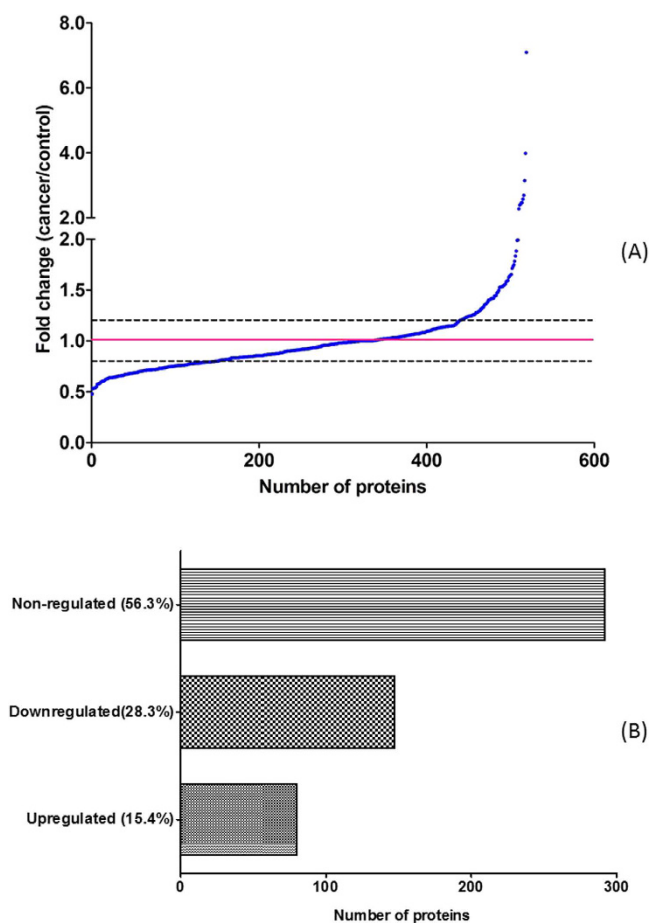 8.0
6.0
4.0
2.0
2.0
1.5
1.0
0.5
0.0
Fold change (cancer/control)
0 200 400 600
Number of proteins
(A)
Non-regulated (56.3%)
Downregulated(28.3%)
Upregulated (15.4%)
(B)
0 100 200 300
Number of proteins